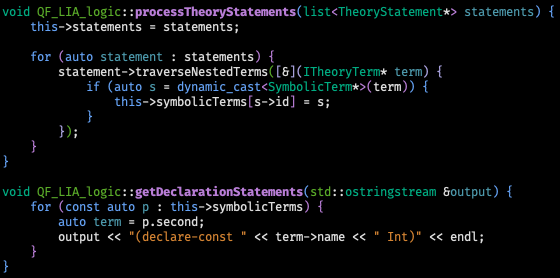 void QF_LIA_logic::processTheoryStatements(list<TheoryStatement*> statements) {
    this->statements = statements;

    for (auto statement : statements) {
        statement->traverseNestedTerms([&](ITheoryTerm* term) {
            if (auto s = dynamic_cast<SymbolicTerm*>(term)) {
                this->symbolicTerms[s->id] = s;
            }
        });
    }
}

void QF_LIA_logic::getDeclarationStatements(std::ostringstream &output) {
    for (const auto p : this->symbolicTerms) {
        auto term = p.second;
        output << "(declare-const " << term->name << " Int)" << endl;
    }
}